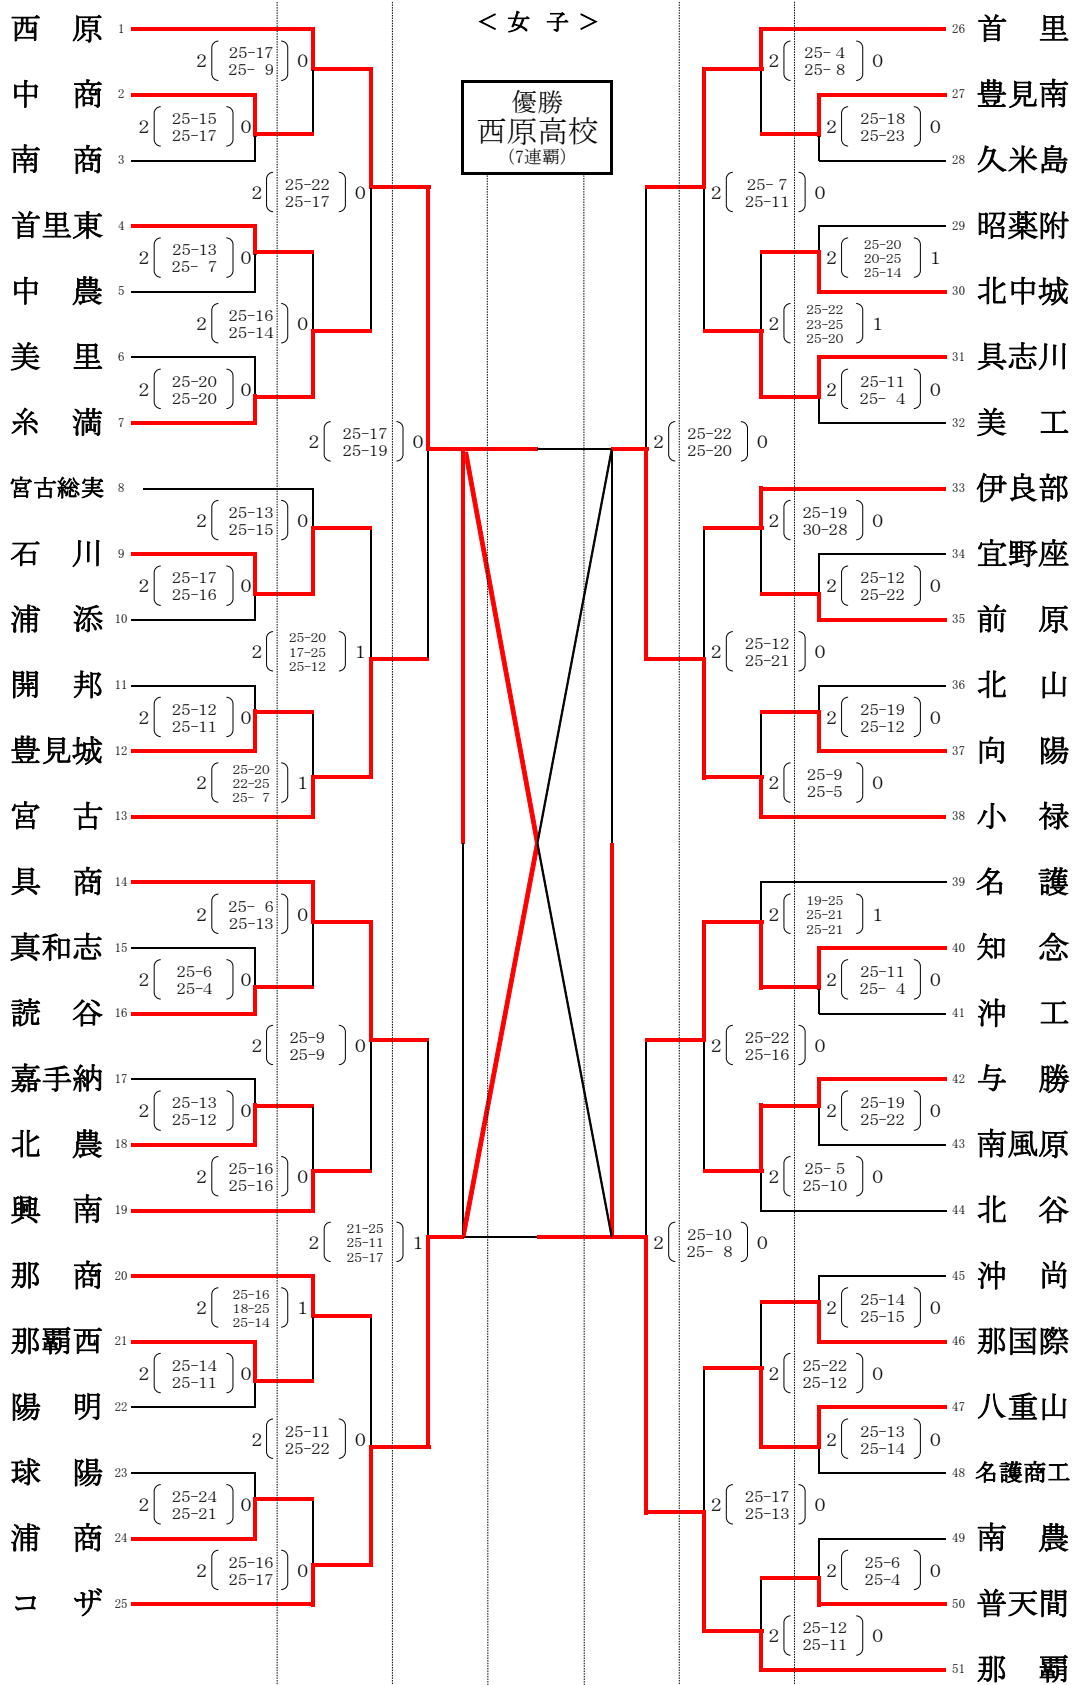 ＜ 女 子 ＞
優勝
西原高校
（7連覇）
西　原 1
中　商 2
南　商 3
首里東 4
中　農 5
美　里 6
糸　満 7
宮古総実 8
石　川 9
浦　添 10
開　邦 11
豊見城 12
宮　古 13
具　商 14
真和志 15
読　谷 16
嘉手納 17
北　農 18
興　南 19
那　商 20
那覇西 21
陽　明 22
球　陽 23
浦　商 24
コ　ザ 25
2 25-17 0
25- 9
2 25-15 0
25-17
2 25-22 0
25-17
2 25-13 0
25- 7
2 25-16 0
25-14
2 25-20 0
25-20
2 25-17 0
25-19
2 25-13 0
25-15
2 25-17 0
25-16
2 25-20 1
17-25
25-12
2 25-12 0
25-11
2 25-20 1
22-25
25- 7
2 25- 6 0
25-13
2 25-6 0
25-4
2 25-9 0
25-9
2 25-13 0
25-12
2 25-16 0
25-16
2 21-25 1
25-11
25-17
2 25-16 1
18-25
25-14
2 25-14 0
25-11
2 25-11 0
25-22
2 25-24 0
25-21
2 25-16 0
25-17
26 首　里
27 豊見南
28 久米島
29 昭薬附
30 北中城
31 具志川
32 美　工
33 伊良部
34 宜野座
35 前　原
36 北　山
37 向　陽
38 小　禄
39 名　護
40 知　念
41 沖　工
42 与　勝
43 南風原
44 北　谷
45 沖　尚
46 那国際
47 八重山
48 名護商工
49 南　農
50 普天間
51 那　覇
2 25- 4 0
25- 8
2 25-18 0
25-23
2 25- 7 0
25-11
2 25-20 1
20-25
25-14
2 25-22 1
23-25
25-20
2 25-11 0
25- 4
2 25-22 0
25-20
2 25-19 0
30-28
2 25-12 0
25-22
2 25-12 0
25-21
2 25-19 0
25-12
2 25-9 0
25-5
2 19-25 1
25-21
25-21
2 25-11 0
25- 4
2 25-22 0
25-16
2 25-19 0
25-22
2 25- 5 0
25-10
2 25-10 0
25- 8
2 25-14 0
25-15
2 25-22 0
25-12
2 25-13 0
25-14
2 25-17 0
25-13
2 25-6 0
25-4
2 25-12 0
25-11